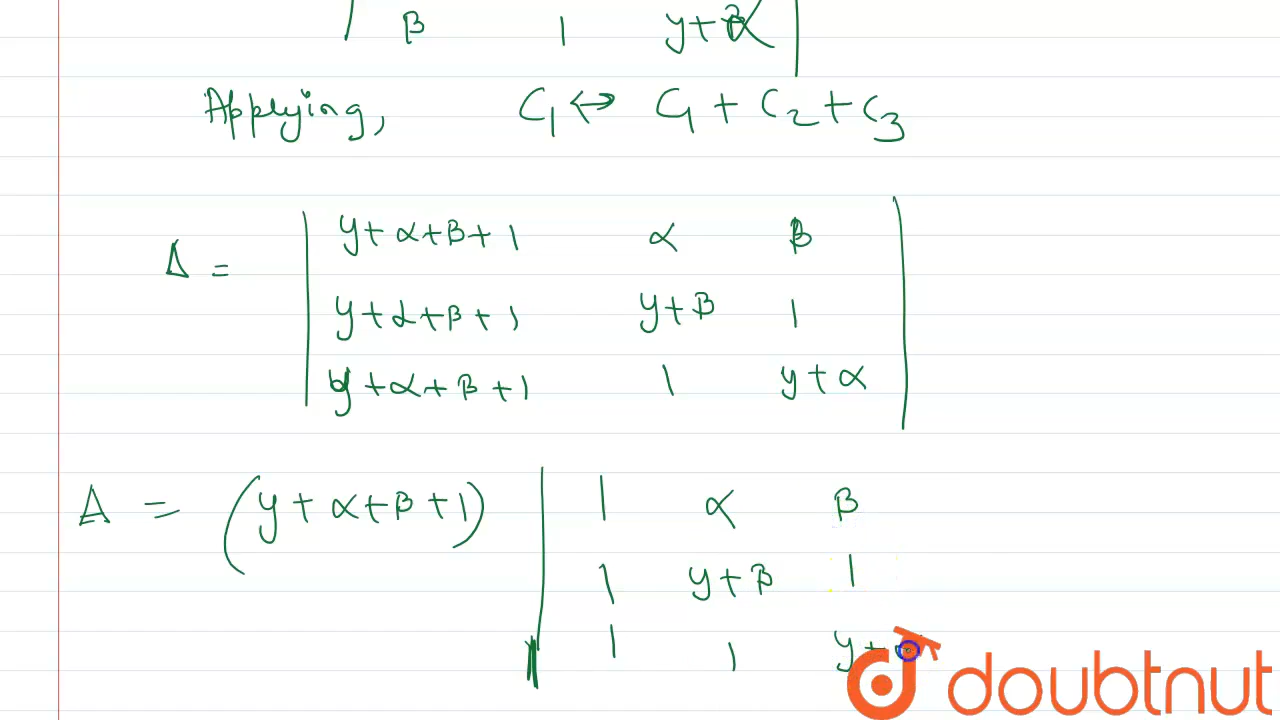 β 1 y+α
Applying, C1 ↔ C1 + C2 + C3
y+α+β+1 α β
Δ =
y+α+β+1 y+β 1
y+α+β+1 1 y+α
Δ = (y+α+β+1) 1 α β
1 y+β 1
1 1 y+
doubtnut